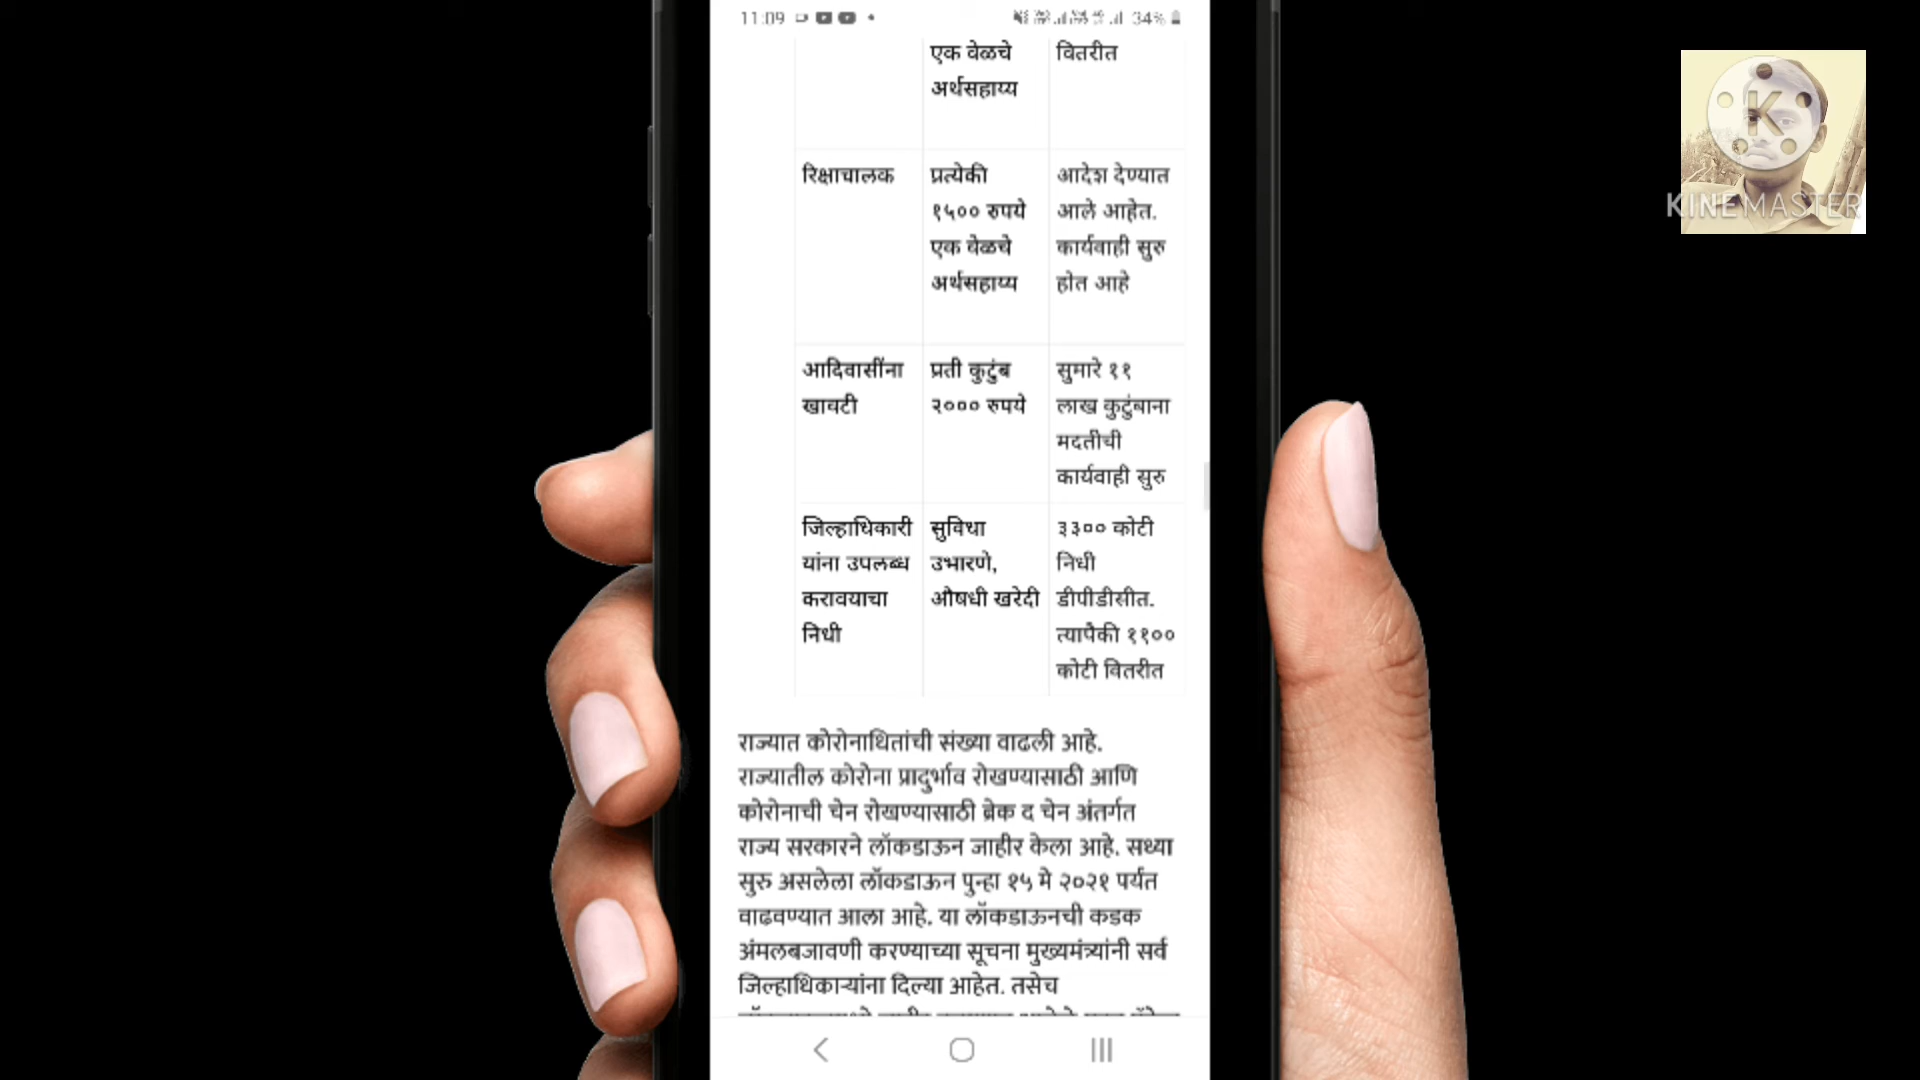 11:09
34%
एक वेळचे
अर्थसहाय्य
वितरीत
रिक्षाचालक
प्रत्येकी
१५०० रुपये
एक वेळचे
अर्थसहाय्य
आदेश देण्यात
आले आहेत.
कार्यवाही सुरु
होत आहे
आदिवासींना
खावटी
प्रती कुटुंब
२००० रुपये
सुमारे ११
लाख कुटुंबाना
मदतीची
कार्यवाही सुरु
जिल्हाधिकारी
यांना उपलब्ध
करावयाचा
निधी
सुविधा
उभारणे,
औषधी खरेदी
३३०० कोटी
निधी
डीपीडीसीत.
त्यापैकी ११००
कोटी वितरीत
राज्यात कोरोनाधितांची संख्या वाढली आहे.
राज्यातील कोरोना प्रादुर्भाव रोखण्यासाठी आणि
कोरोनाची चेन रोखण्यासाठी ब्रेक द चेन अंतर्गत
राज्य सरकारने लॉकडाऊन जाहीर केला आहे. सध्या
सुरु असलेला लॉकडाऊन पुन्हा १५ मे २०२१ पर्यंत
वाढवण्यात आला आहे. या लॉकडाऊनची कडक
अंमलबजावणी करण्याच्या सूचना मुख्यमंत्र्यांनी सर्व
जिल्हाधिकाऱ्यांना दिल्या आहेत. तसेच
K
KINEMASTER